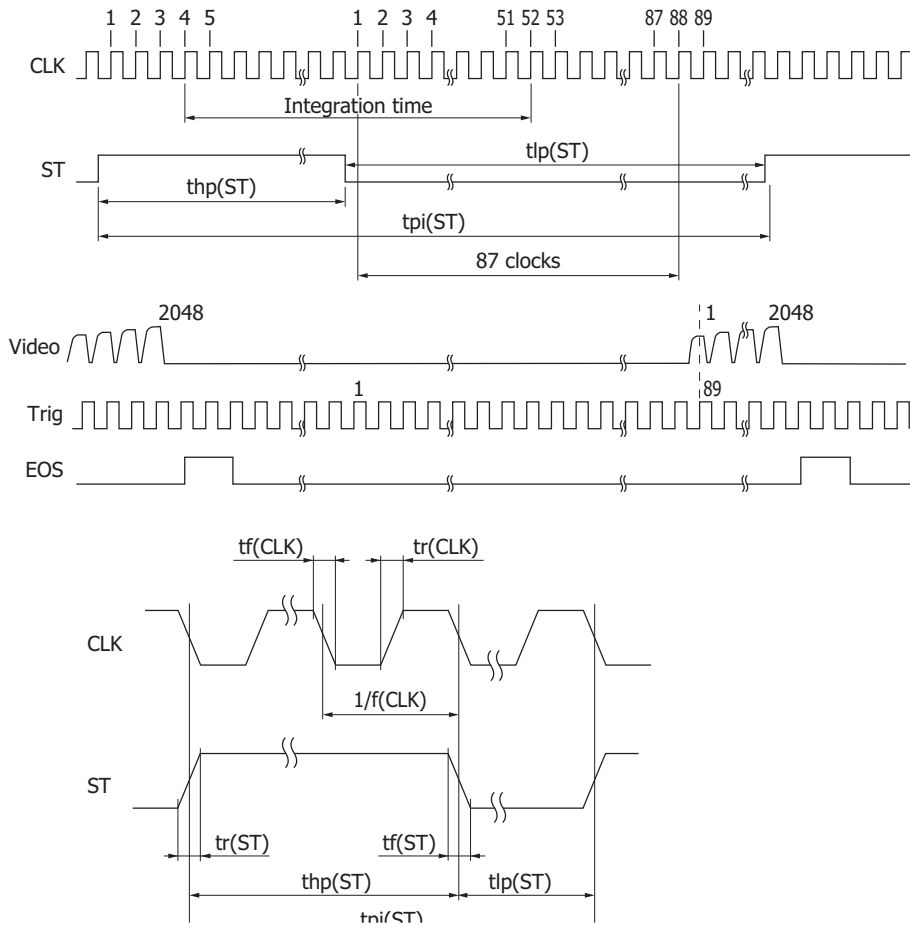 1 2 3 4 5 1 2 3 4 51 52 53 87 88 89
CLK
Integration time
ST
tlp(ST)
thp(ST)
tpi(ST)
87 clocks
2048 1 2048
Video
1 89
Trig
EOS
tf(CLK) tr(CLK)
CLK
1/f(CLK)
ST
tr(ST) tf(ST)
thp(ST) tlp(ST)
tpi(ST)